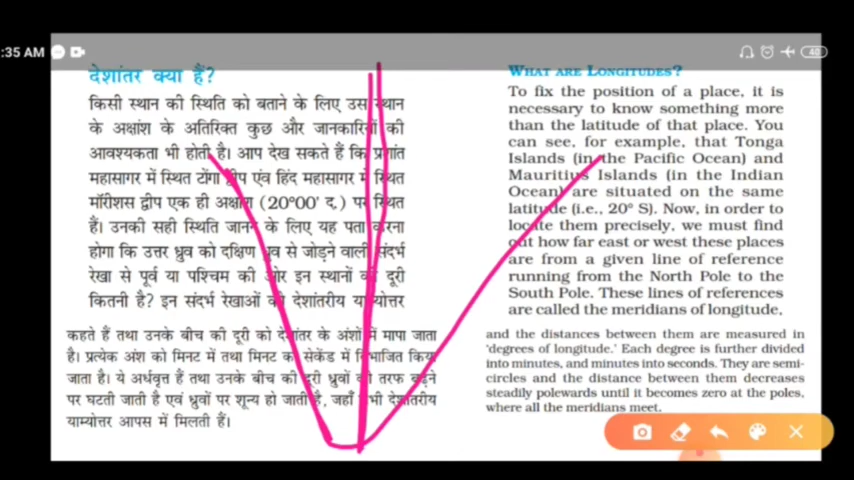 :35 AM
40
देशांतर क्या हैं?
किसी स्थान की स्थिति को बताने के लिए उस स्थान
के अक्षांश के अतिरिक्त कुछ और जानकारियों की
आवश्यकता भी होती है। आप देख सकते हैं कि प्रशांत
महासागर में स्थित टोंगा द्वीप एवं हिंद महासागर में स्थित
मॉरीशस द्वीप एक ही अक्षांश (20°00' द.) पर स्थित
हैं। उनकी सही स्थिति जानने के लिए यह पता करना
होगा कि उत्तर ध्रुव को दक्षिण ध्रुव से जोड़ने वाली संदर्भ
रेखा से पूर्व या पश्चिम की ओर इन स्थानों की दूरी
कितनी है? इन संदर्भ रेखाओं को देशांतरीय याम्योत्तर
कहते हैं तथा उनके बीच की दूरी को देशांतर के अंशों में मापा जाता
है। प्रत्येक अंश को मिनट में तथा मिनट को सेकेंड में विभाजित किया
जाता है। ये अर्धवृत्त हैं तथा उनके बीच की दूरी ध्रुवों की तरफ बढ़ने
पर घटती जाती है एवं ध्रुवों पर शून्य हो जाती है, जहाँ सभी देशांतरीय
याम्योत्तर आपस में मिलती हैं।
WHAT ARE LONGITUDES?
To fix the position of a place, it is
necessary to know something more
than the latitude of that place. You
can see, for example, that Tonga
Islands (in the Pacific Ocean) and
Mauritius Islands (in the Indian
Ocean) are situated on the same
latitude (i.e., 20° S). Now, in order to
locate them precisely, we must find
out how far east or west these places
are from a given line of reference
running from the North Pole to the
South Pole. These lines of references
are called the meridians of longitude,
and the distances between them are measured in
'degrees of longitude.' Each degree is further divided
into minutes, and minutes into seconds. They are semi-
circles and the distance between them decreases
steadily polewards until it becomes zero at the poles,
where all the meridians meet.